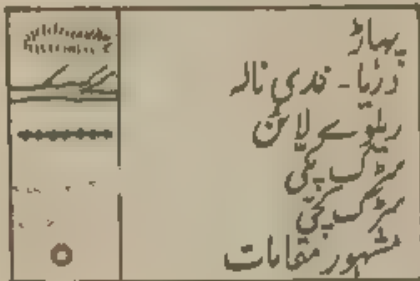 پہاڑ
دریا - ندی نالہ
ریلوے لائن
سڑک پکی
سڑک کچی
مشہور مقامات